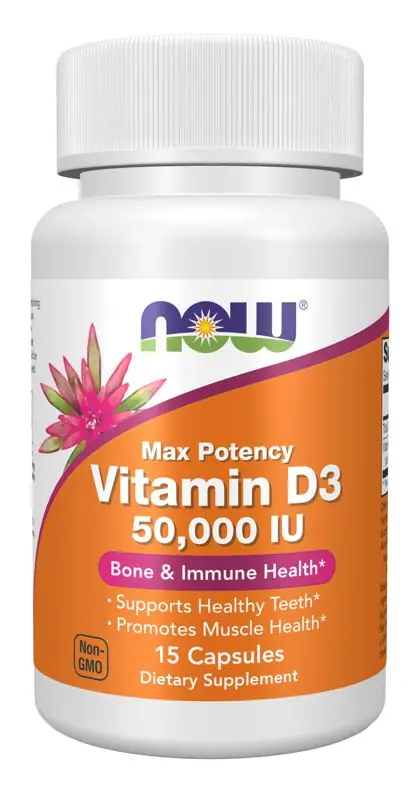 NOW®
Max Potency
Vitamin D3
50,000 IU
Bone & Immune Health*
• Supports Healthy Teeth*
• Promotes Muscle Health*
15 Capsules
Dietary Supplement
Non-
GMO